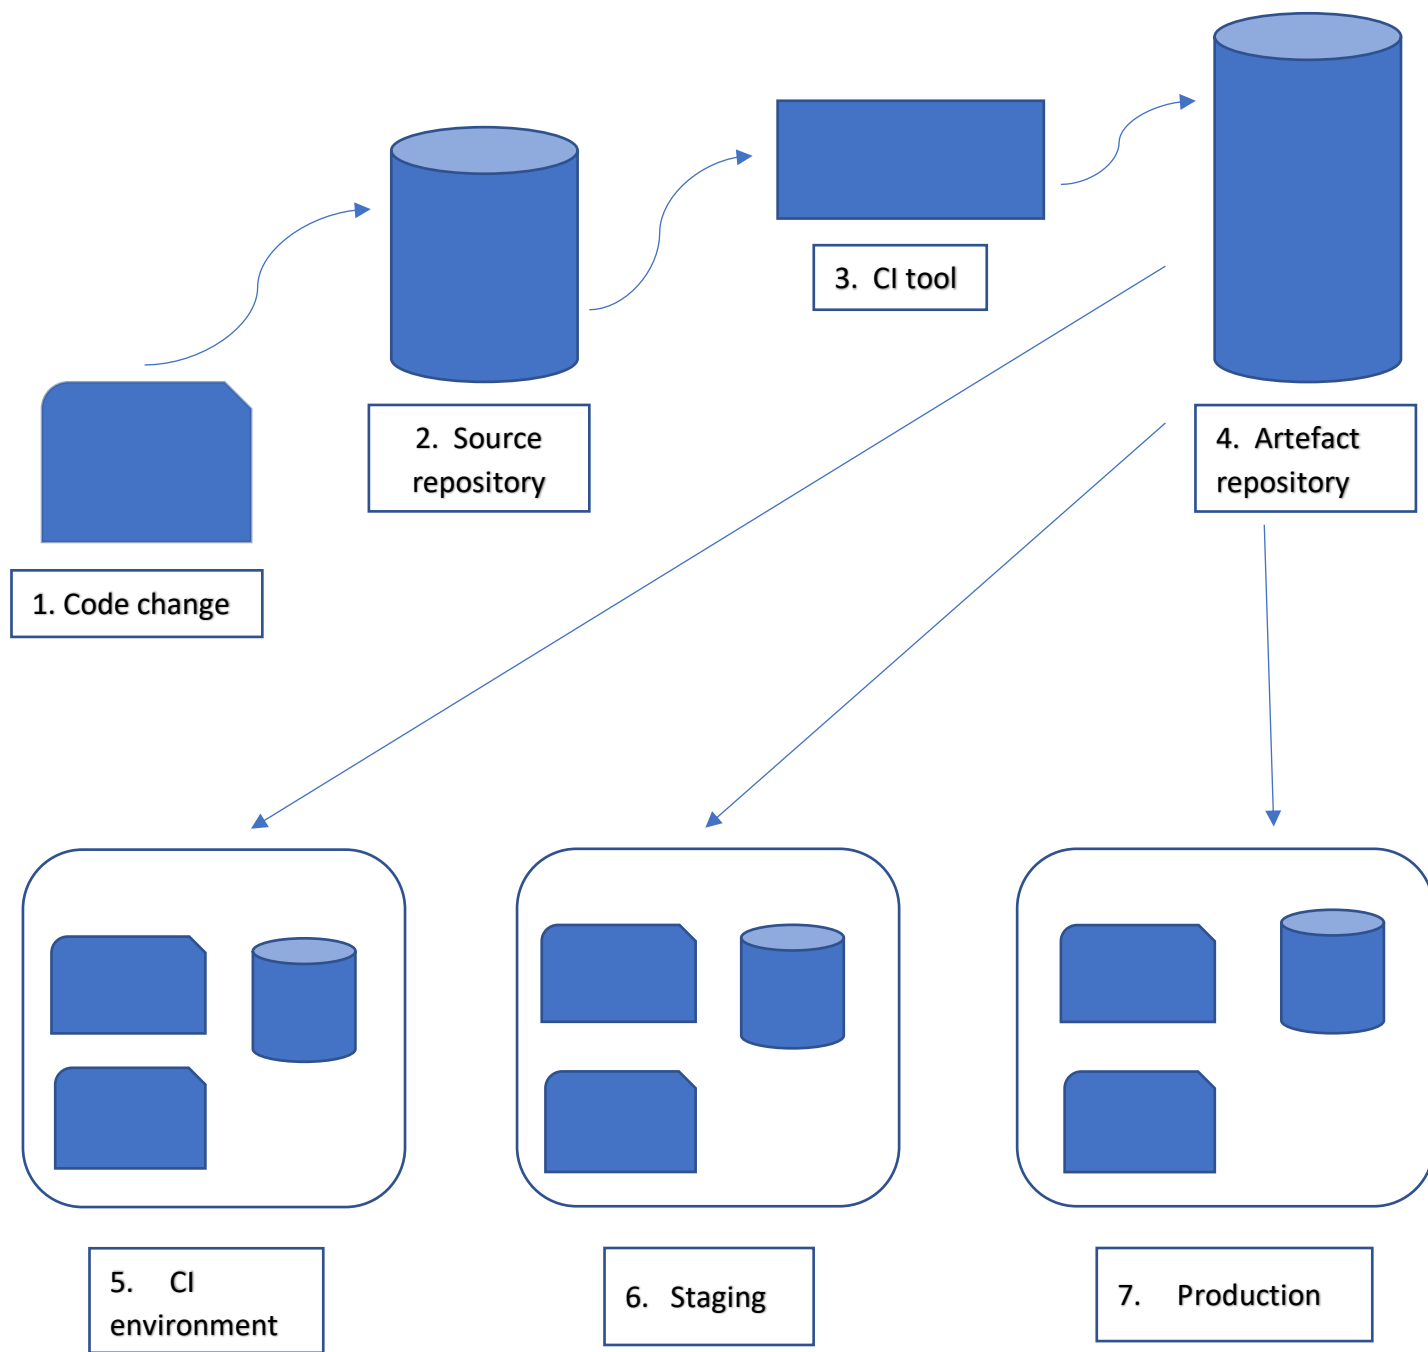 1. Code change
2. Source
repository
3. CI tool
4. Artefact
repository
5. CI
environment
6. Staging
7. Production